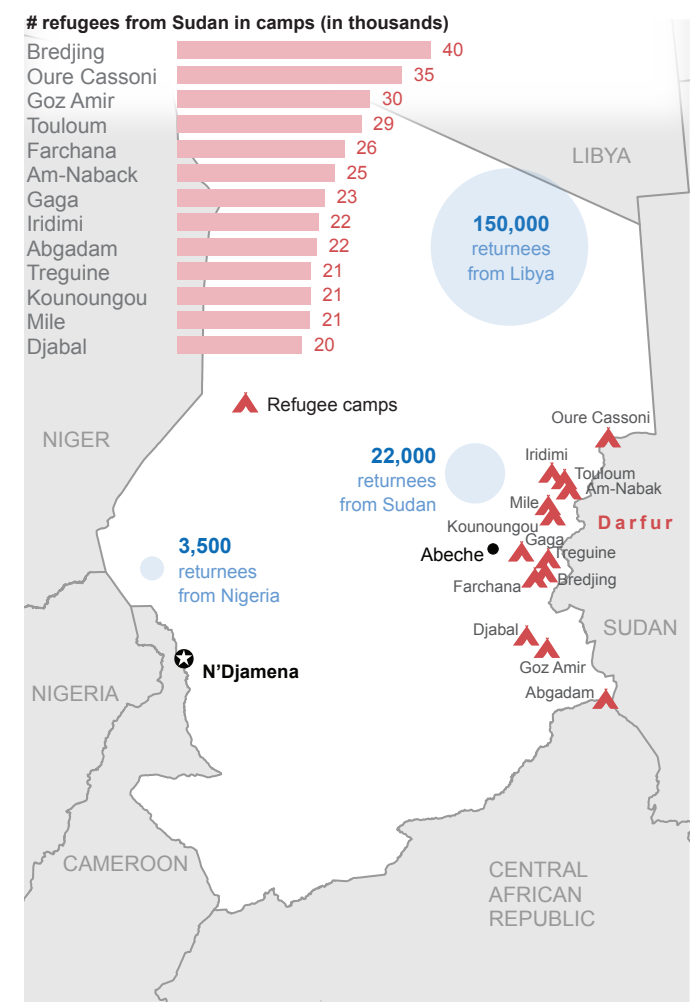 # refugees from Sudan in camps (in thousands)
Bredjing 40
Oure Cassoni 35
Goz Amir 30
Touloum 29
Farchana 26
Am-Naback 25
Gaga 23
Iridimi 22
Abgadam 22
Treguine 21
Kounoungou 21
Mile 21
Djabal 20
LIBYA
150,000
returnees
from Libya
Refugee camps
NIGER
Oure Cassoni
22,000
returnees
from Sudan
Iridimi
Touloum
Am-Nabak
Mile
Kounoungou
Darfur
Gaga
Abeche
Treguine
3,500
returnees
from Nigeria
Farchana
Bredjing
Djabal
SUDAN
Goz Amir
N'Djamena
NIGERIA
Abgadam
CAMEROON
CENTRAL
AFRICAN
REPUBLIC